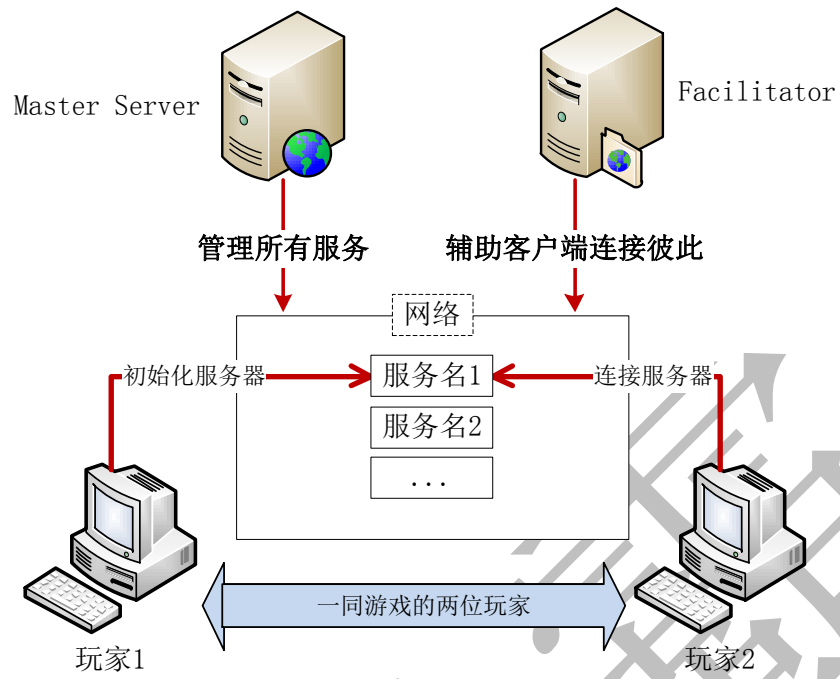 Master Server
Facilitator
管理所有服务
辅助客户端连接彼此
网络
初始化服务器
服务名1
连接服务器
服务名2
...
一同游戏的两位玩家
玩家1
玩家2